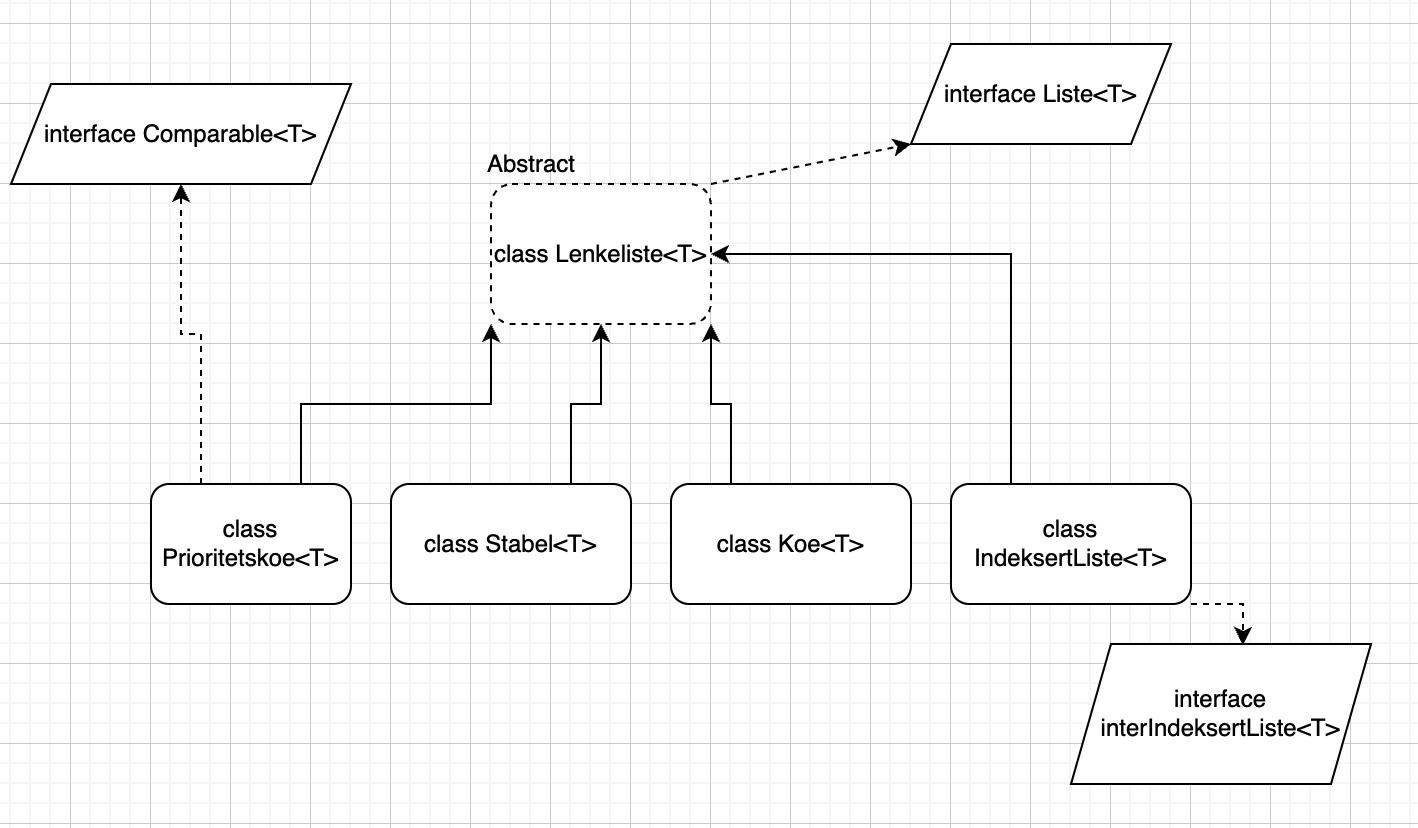 interface Liste<T>
interface Comparable<T>
Abstract
class Lenkeliste<T>
class
Prioritetskoe<T>
class Stabel<T>
class Koe<T>
class
IndeksertListe<T>
interface
interIndeksertListe<T>